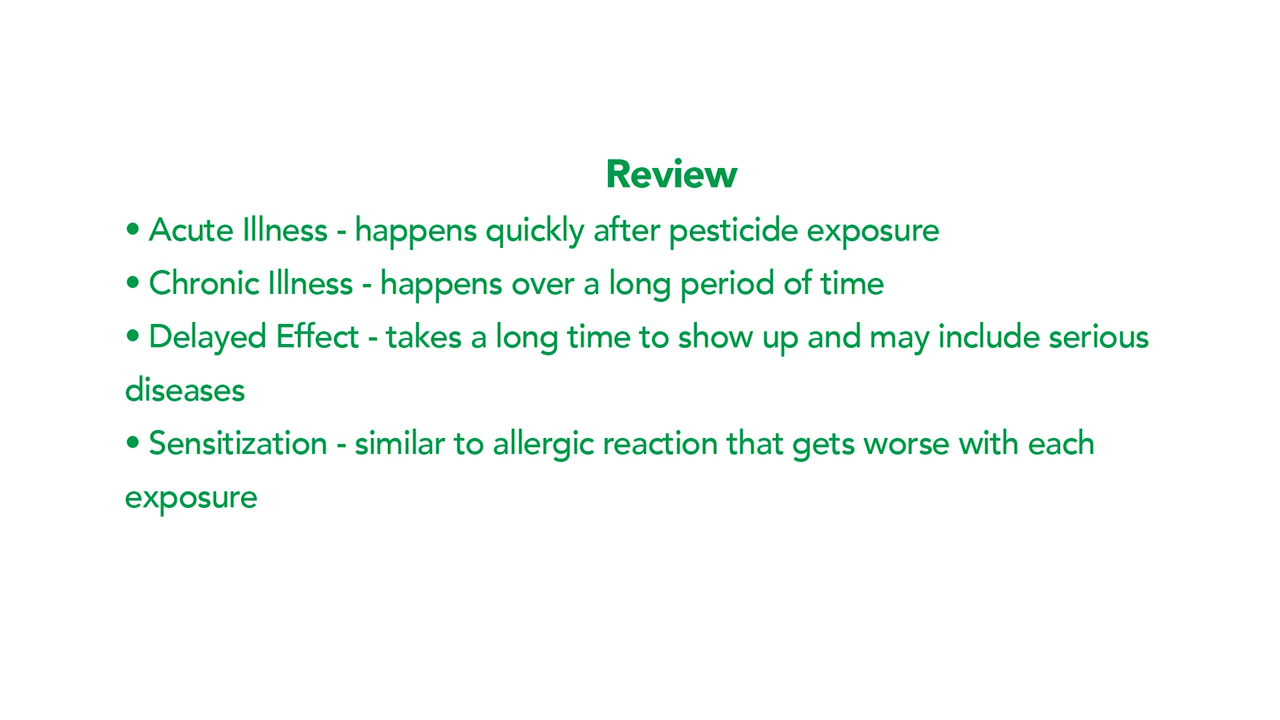 Review
• Acute Illness - happens quickly after pesticide exposure
• Chronic Illness - happens over a long period of time
• Delayed Effect - takes a long time to show up and may include serious
diseases
• Sensitization - similar to allergic reaction that gets worse with each
exposure